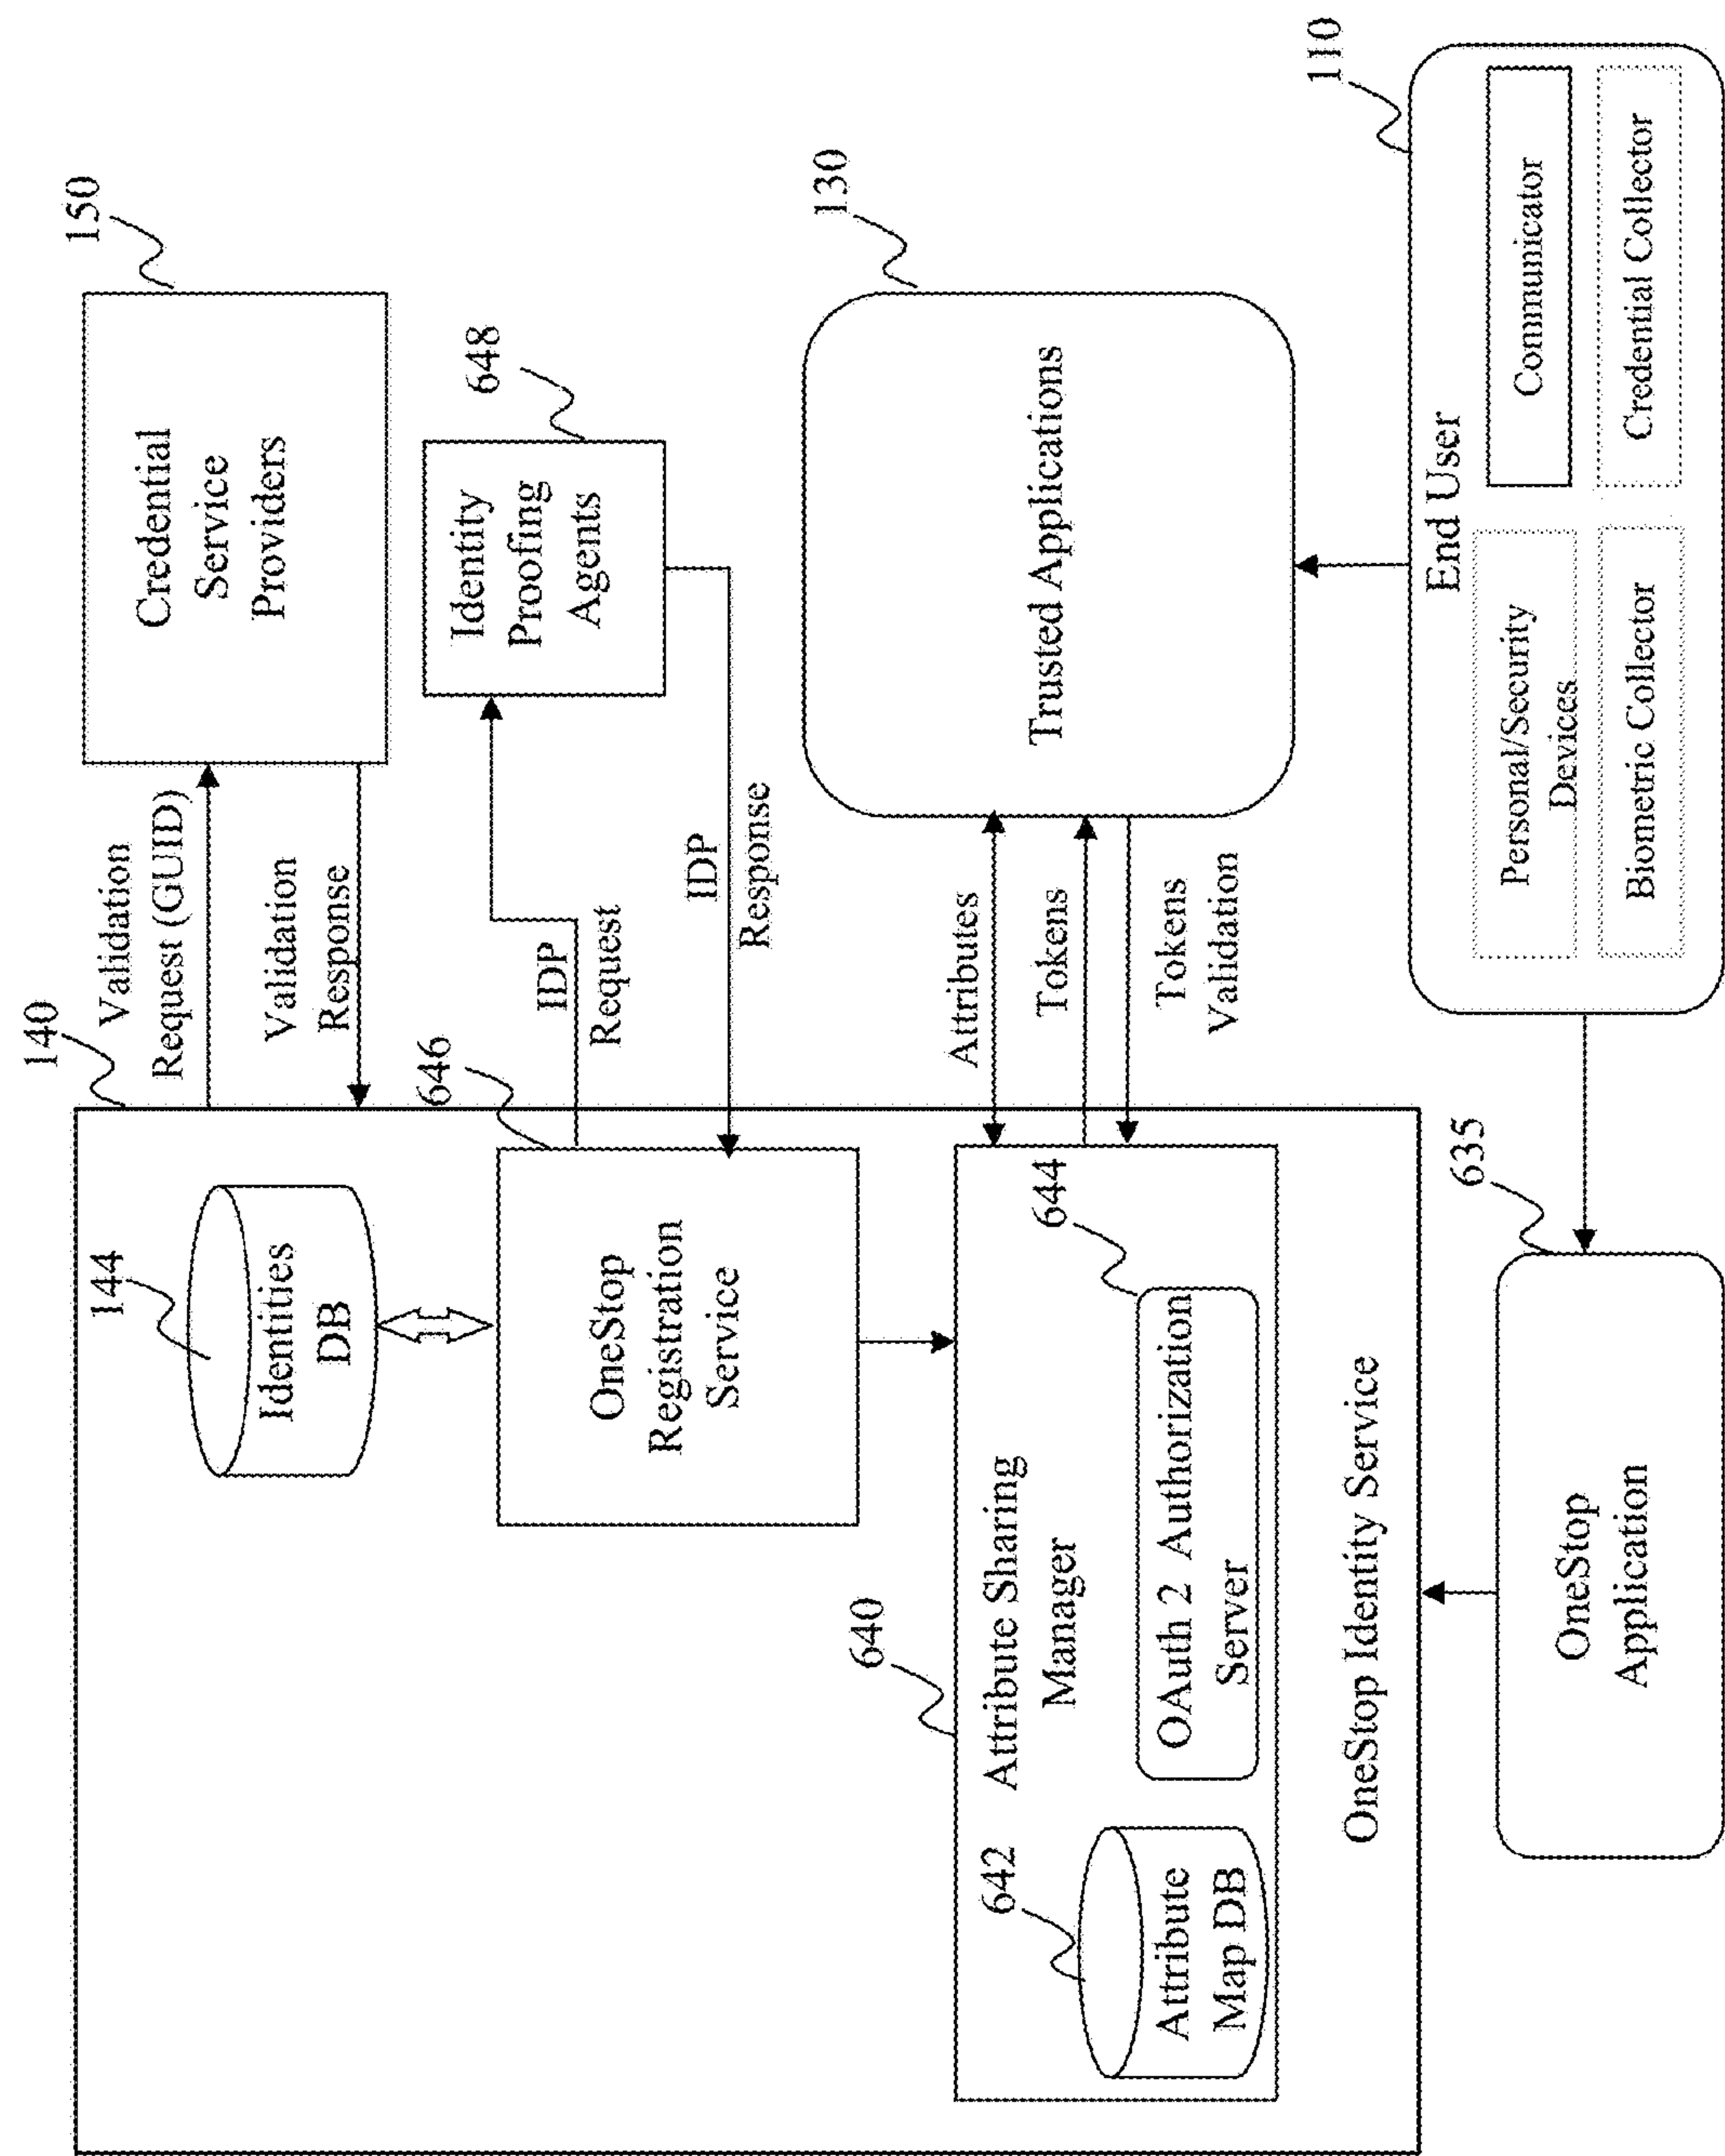 140
144
Identities
DB
646
OneStop
Registration
Service
640
Attribute Sharing
Manager
642
Attribute
Map DB
644
OAuth 2 Authorization
Server
OneStop Identity Service
Validation
Request (GUID)
Validation
Response
150
Credential
Service
Providers
IDP
Request
648
Identity
Proofing
Agents
IDP
Response
Attributes
Tokens
Tokens
Validation
130
Trusted Applications
635
OneStop
Application
110
End User
Personal/Security
Devices
Communicator
Biometric Collector
Credential Collector